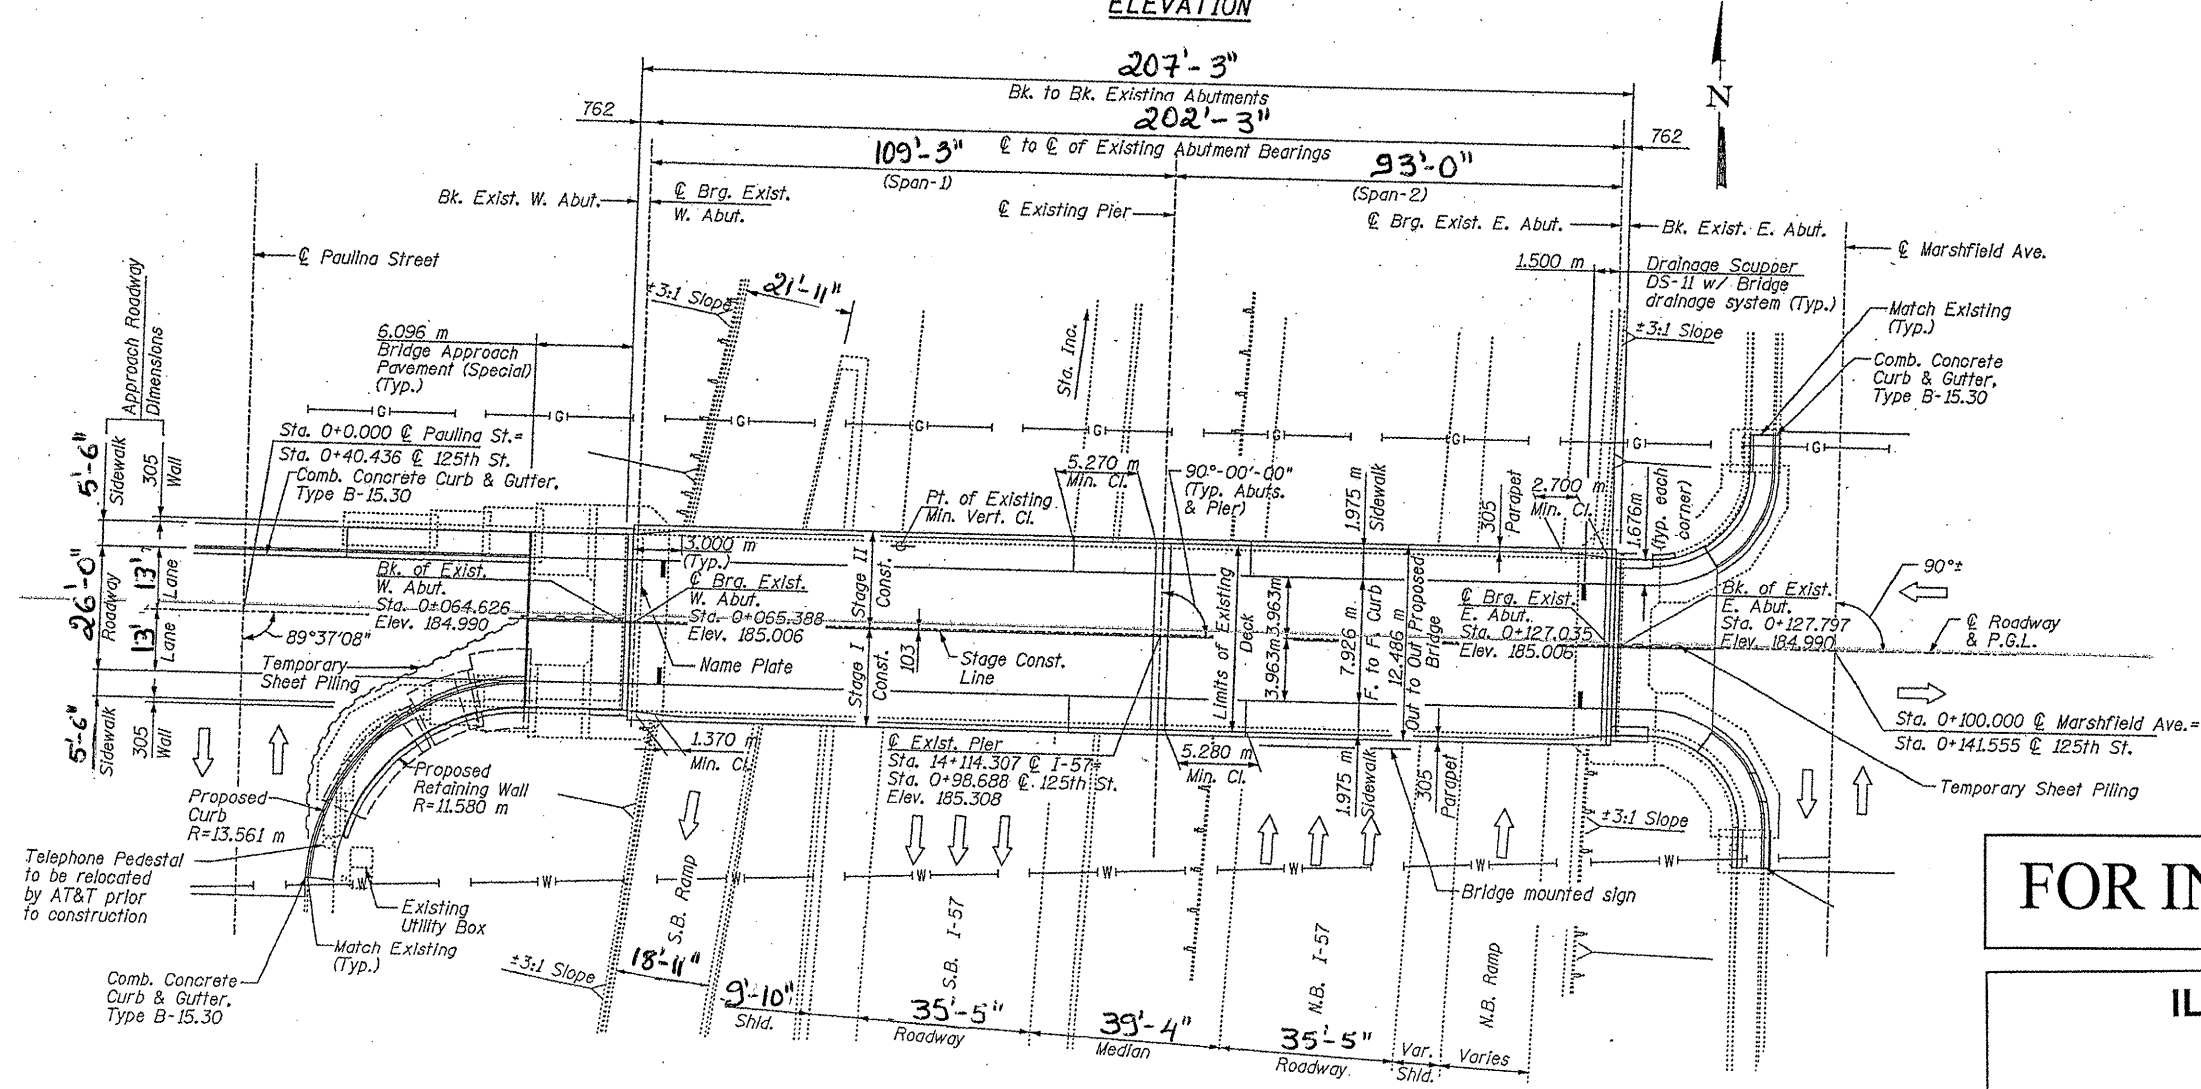 ELEVATION
207'-3"
Bk. to Bk. Existing Abutments
762
202'-3"
762
℄ to ℄ of Existing Abutment Bearings
109'-3"
(Span-1)
93'-0"
(Span-2)
N
Bk. Exist. W. Abut.
℄ Brg. Exist.
W. Abut.
℄ Existing Pier
℄ Brg. Exist. E. Abut.
Bk. Exist. E. Abut.
℄ Paulina Street
℄ Marshfield Ave.
1.500 m
Drainage Scupper
DS-11 w/ Bridge
drainage system (Typ.)
±3:1 Slope
21'-11"
Sta. Inc.
±3:1 Slope
Match Existing
(Typ.)
Comb. Concrete
Curb & Gutter,
Type B-15.30
Approach Roadway
Dimensions
6.096 m
Bridge Approach
Pavement (Special)
(Typ.)
G
G
G
G
G
G
G
G
G
5'-6"
Sidewalk
305
Wall
Sta. 0+0.000 ℄ Paulina St.=
Sta. 0+40.436 ℄ 125th St.
Comb. Concrete Curb & Gutter,
Type B-15.30
Pt. of Existing
Min. Vert. Cl.
5.270 m
Min. Cl.
90°-00'-00"
(Typ. Abuts.
& Pier)
1.975 m
Sidewalk
305
Parapet
2.700 m
Min. Cl.
1.676m
(typ. each
corner)
3.000 m
(Typ.)
26'-0"
Roadway
13'
Lane
13'
Lane
89°37'08"
Bk. of Exist.
W. Abut.
Sta. 0+064.626
Elev. 184.990
℄ Brg. Exist.
W. Abut.
Sta. 0+065.388
Elev. 185.006
Stage II
Const.
Stage I
Const.
103
Stage Const.
Line
Name Plate
Temporary
Sheet Piling
Limits of Existing
Deck
3.963m
3.963m
7.926 m
F. to F. Curb
12.486 m
Out to Out Proposed
Bridge
℄ Brg. Exist.
E. Abut.
Sta. 0+127.035
Elev. 185.006
Bk. of Exist.
E. Abut.
Sta. 0+127.797
Elev. 184.990
90°±
℄ Roadway
& P.G.L.
5'-6"
Sidewalk
305
Wall
Sta. 0+100.000 ℄ Marshfield Ave.=
Sta. 0+141.555 ℄ 125th St.
Temporary Sheet Piling
1.370 m
Min. Cl.
℄ Exist. Pier
Sta. 14+114.307 ℄ I-57=
Sta. 0+98.688 ℄ 125th St.
Elev. 185.308
5.280 m
Min. Cl.
1.975 m
Sidewalk
305
Parapet
±3:1 Slope
Proposed
Retaining Wall
R=11.580 m
Proposed
Curb
R=13.561 m
Telephone Pedestal
to be relocated
by AT&T prior
to construction
W
W
W
W
W
W
W
W
Existing
Utility Box
Match Existing
(Typ.)
Comb. Concrete
Curb & Gutter,
Type B-15.30
Bridge mounted sign
±3:1 Slope
18'-11"
S.B. Ramp
9'-10"
Shld.
S.B. I-57
35'-5"
Roadway
39'-4"
Median
N.B. I-57
35'-5"
Roadway
Var.
Shld.
N.B. Ramp
Varies
FOR IN
IL